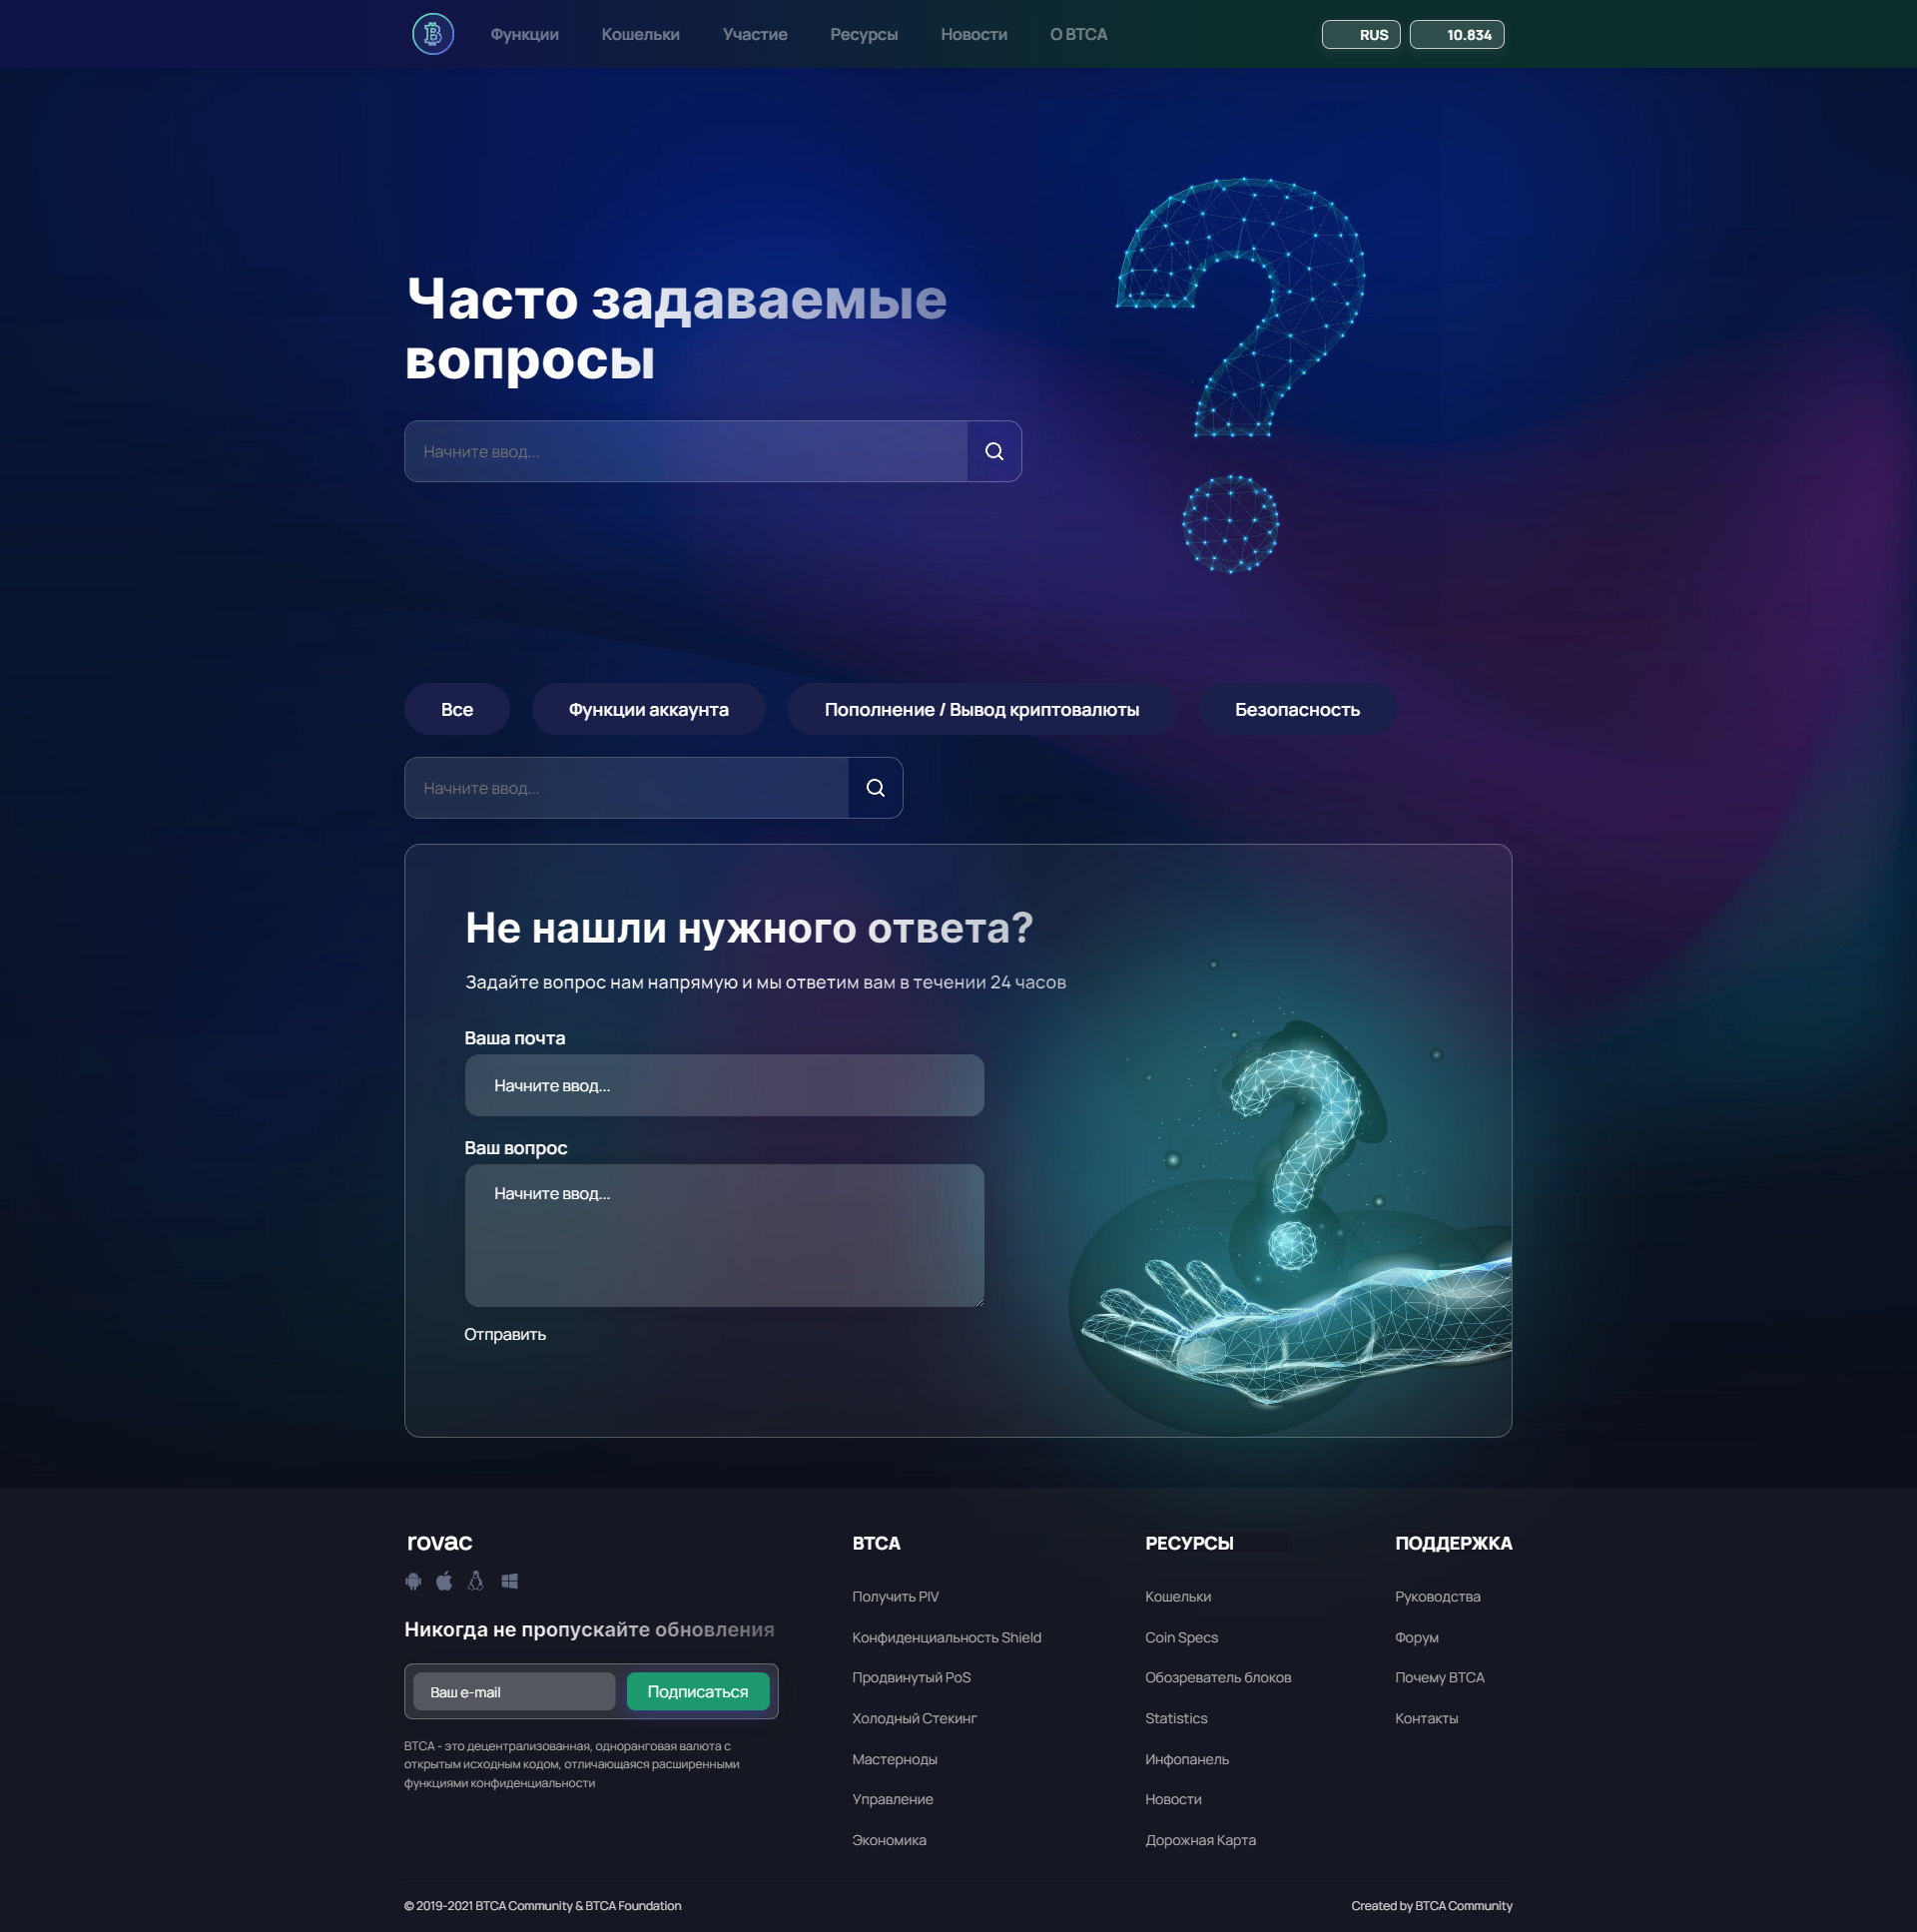 Функции
Кошельки
Участие
Ресурсы
Новости
О BTCA
RUS
10.834
Часто задаваемые
вопросы
Начните ввод...
Все
Функции аккаунта
Пополнение / Вывод криптовалюты
Безопасность
Начните ввод...
Не нашли нужного ответа?
Задайте вопрос нам напрямую и мы ответим вам в течении 24 часов
Ваша почта
Начните ввод...
Ваш вопрос
Начните ввод...
Отправить
rovac
Никогда не пропускайте обновления
Ваш e-mail
Подписаться
BTCA - это децентрализованная, одноранговая валюта с
открытым исходным кодом, отличающаяся расширенными
функциями конфиденциальности
BTCA
Получить PIV
Конфиденциальность Shield
Продвинутый PoS
Холодный Стекинг
Мастерноды
Управление
Экономика
РЕСУРСЫ
Кошельки
Coin Specs
Обозреватель блоков
Statistics
Инфопанель
Новости
Дорожная Карта
ПОДДЕРЖКА
Руководства
Форум
Почему BTCA
Контакты
© 2019-2021 BTCA Community & BTCA Foundation
Created by BTCA Community